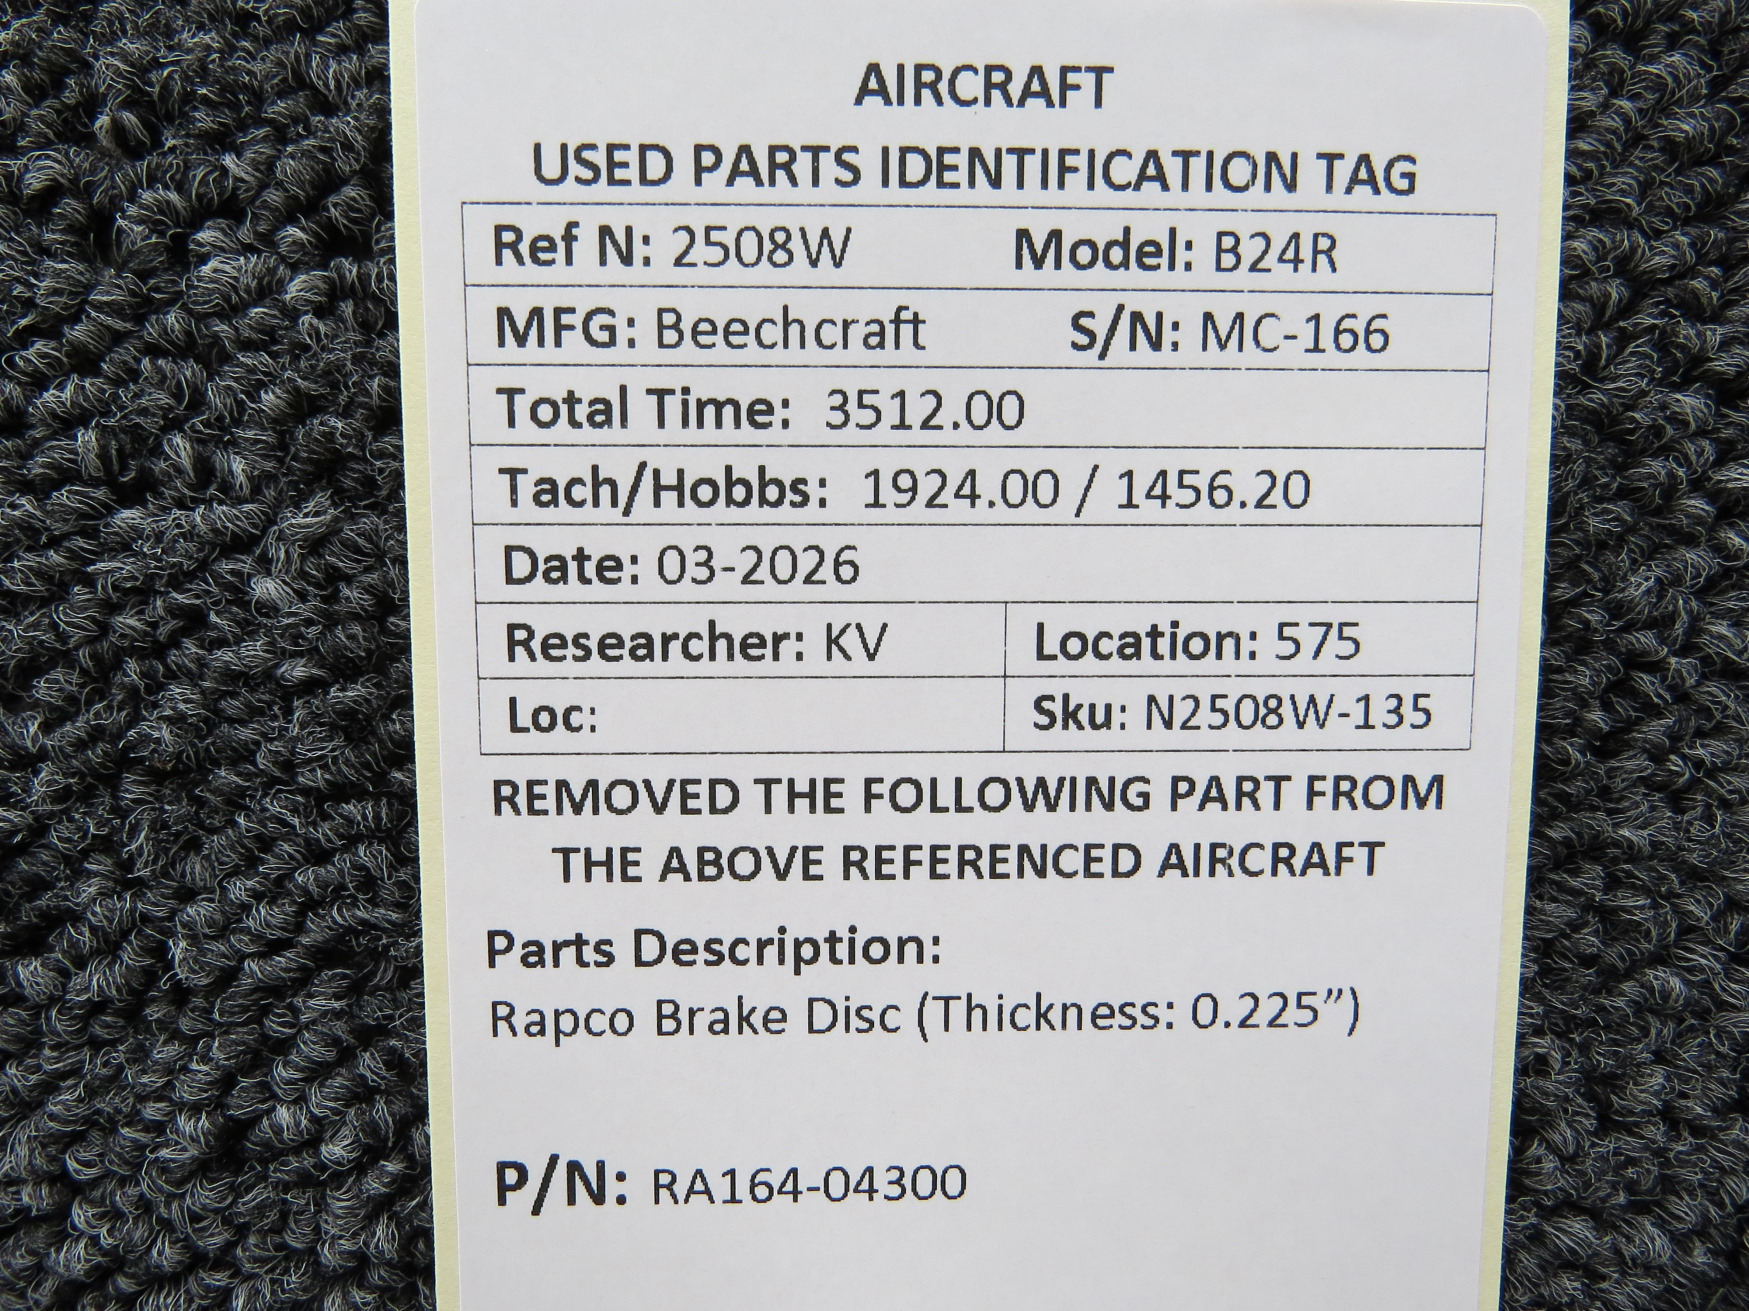 AIRCRAFT
USED PARTS IDENTIFICATION TAG
Ref N: 2508W Model: B24R
MFG: Beechcraft S/N: MC-166
Total Time: 3512.00
Tach/Hobbs: 1924.00 / 1456.20
Date: 03-2026
Researcher: KV Location: 575
Loc: Sku: N2508W-135
REMOVED THE FOLLOWING PART FROM
THE ABOVE REFERENCED AIRCRAFT
Parts Description:
Rapco Brake Disc (Thickness: 0.225”)
P/N: RA164-04300